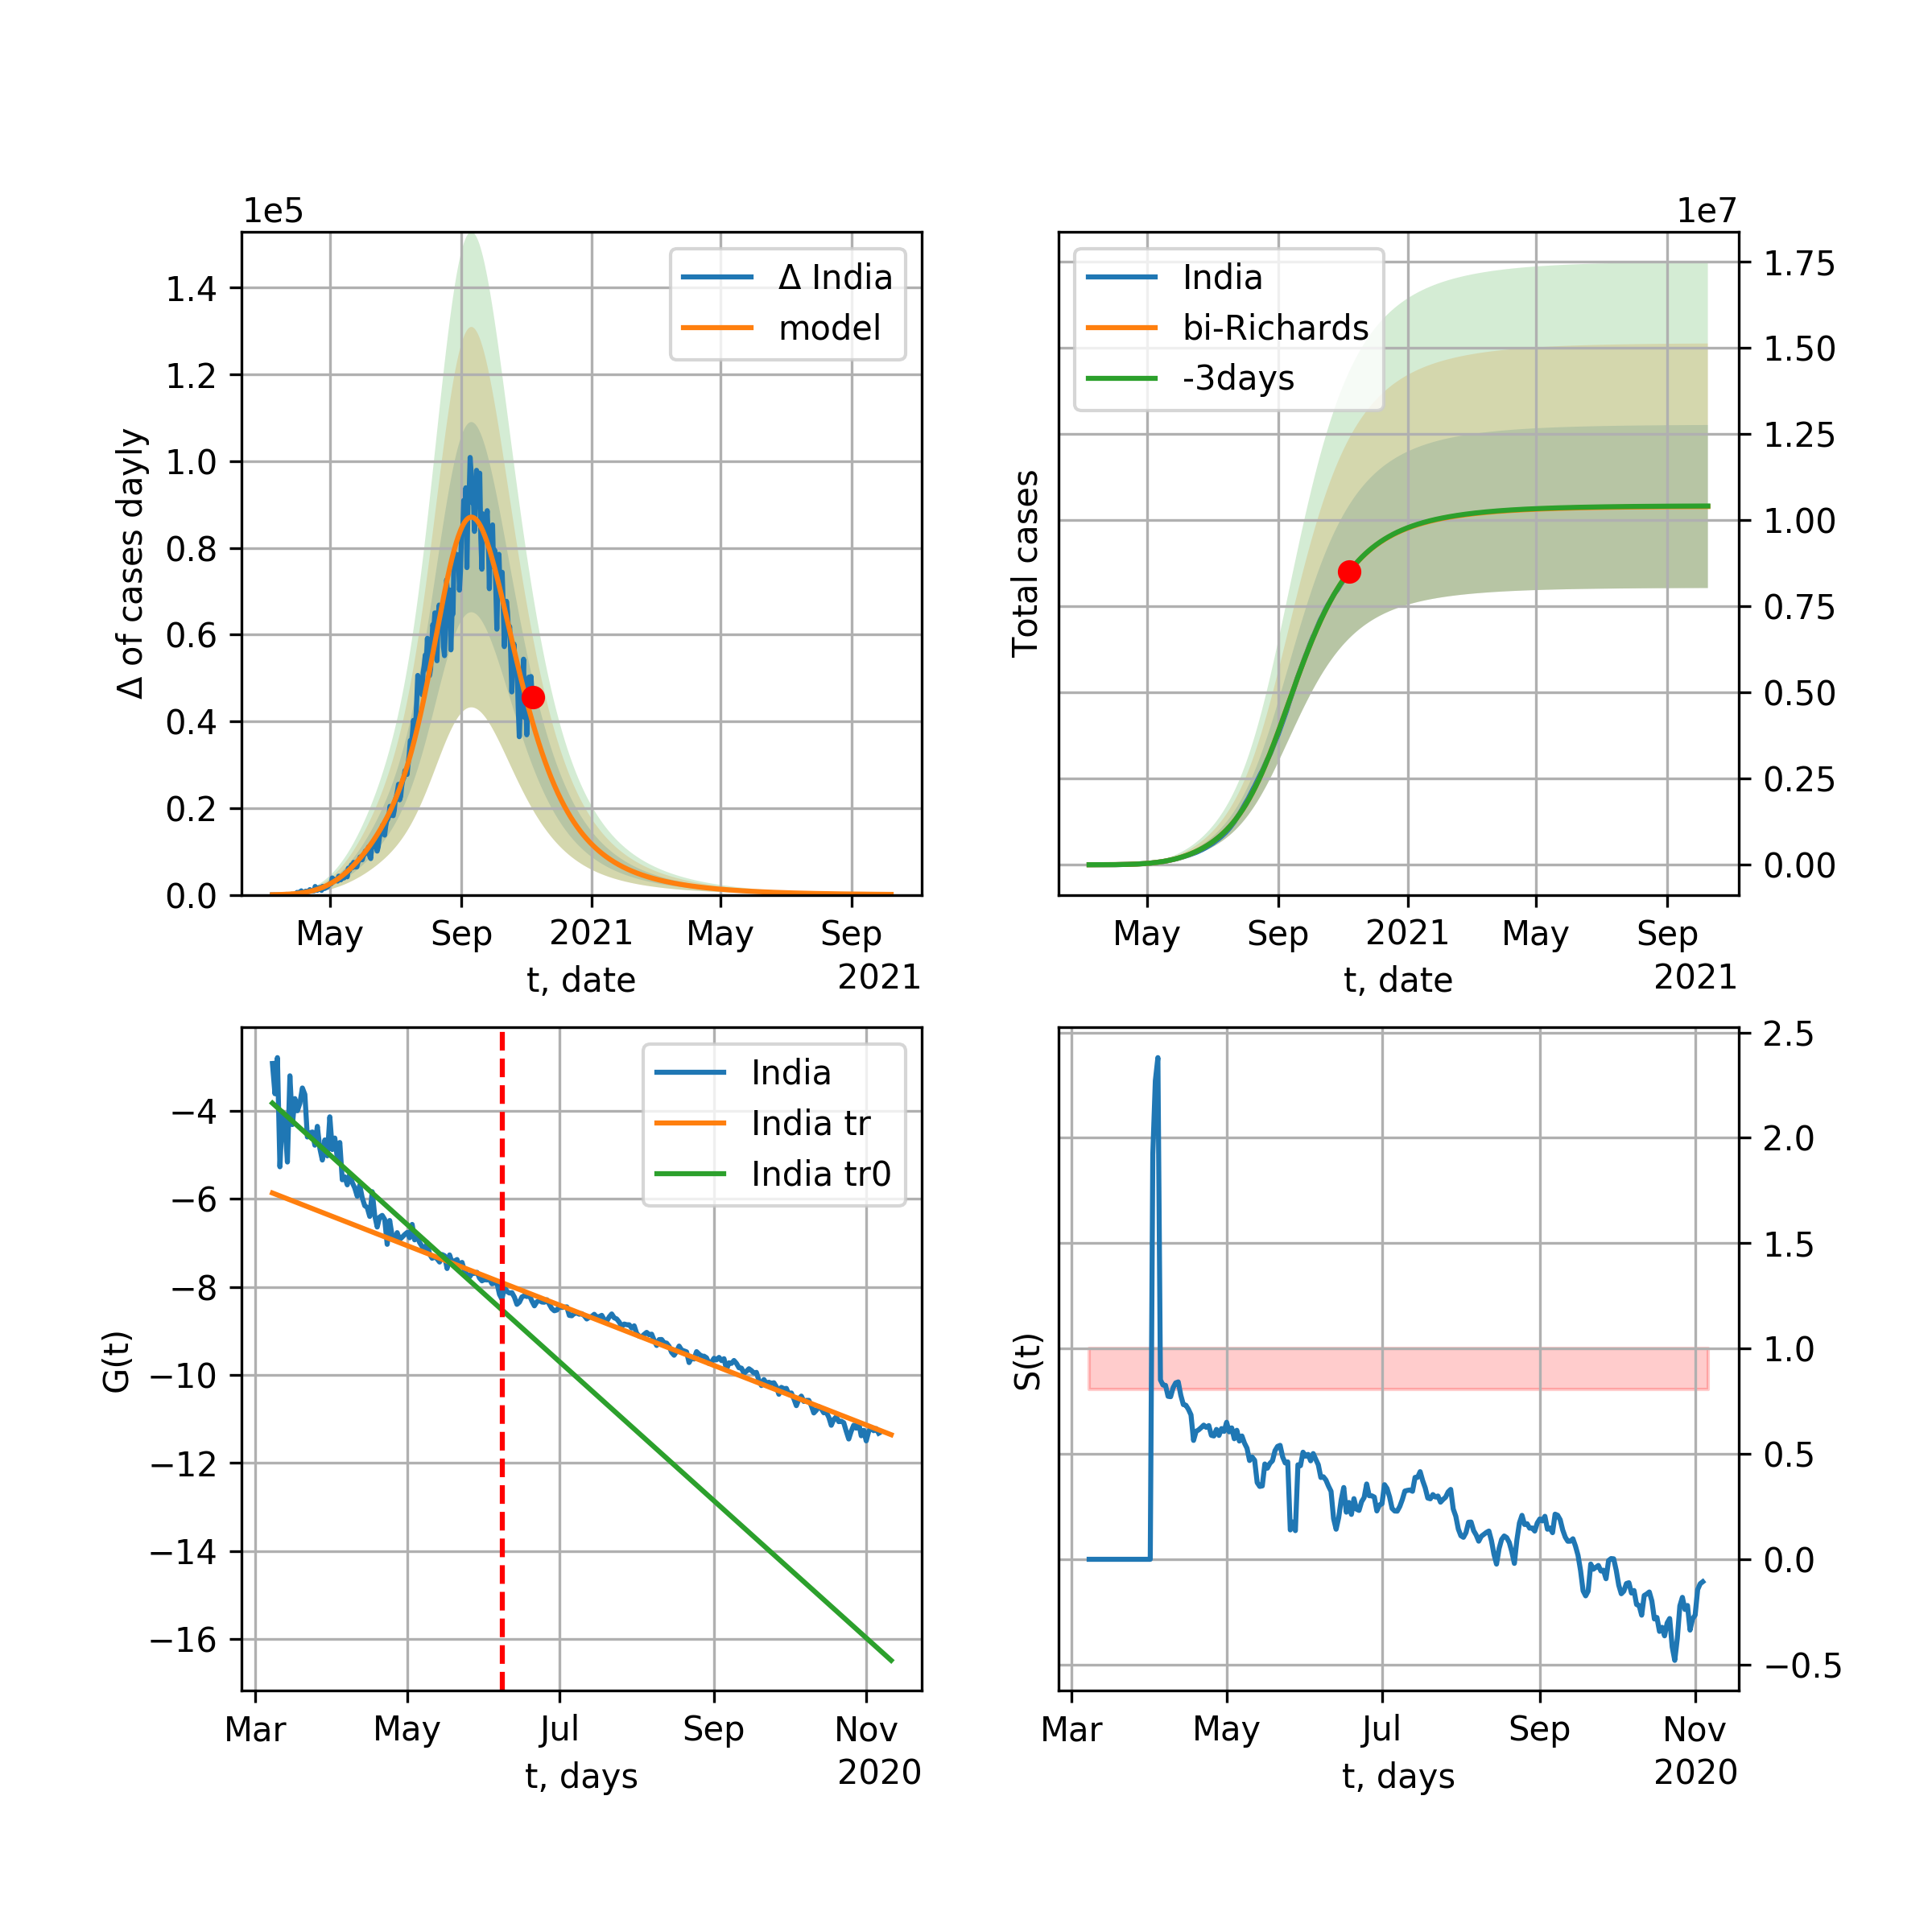 1e5
Δ of cases dayly
1.4
1.2
1.0
0.8
0.6
0.4
0.2
0.0
Δ India
model
May Sep 2021 May Sep
t, date
2021
1e7
Total cases
India
bi-Richards
-3days
1.75
1.50
1.25
1.00
0.75
0.50
0.25
0.00
May Sep 2021 May Sep
t, date
2021
G(t)
−4
−6
−8
−10
−12
−14
−16
India
India tr
India tr0
Mar May Jul Sep Nov
t, days
2020
S(t)
2.5
2.0
1.5
1.0
0.5
0.0
−0.5
Mar May Jul Sep Nov
t, days
2020